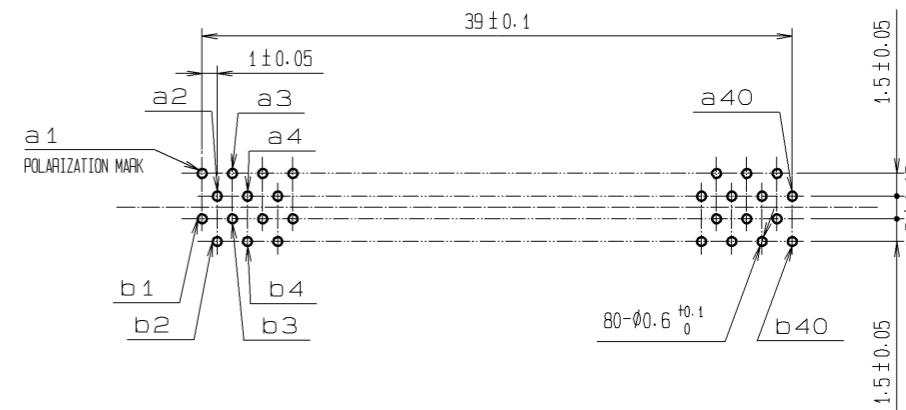 39±0.1
1±0.05
1.5±0.05
a2
a3
a40
a1
a4
POLARIZATION MARK
b1
b4
b2
b3
80-Ø0.6 +0.1 0
b40
1.5±0.05